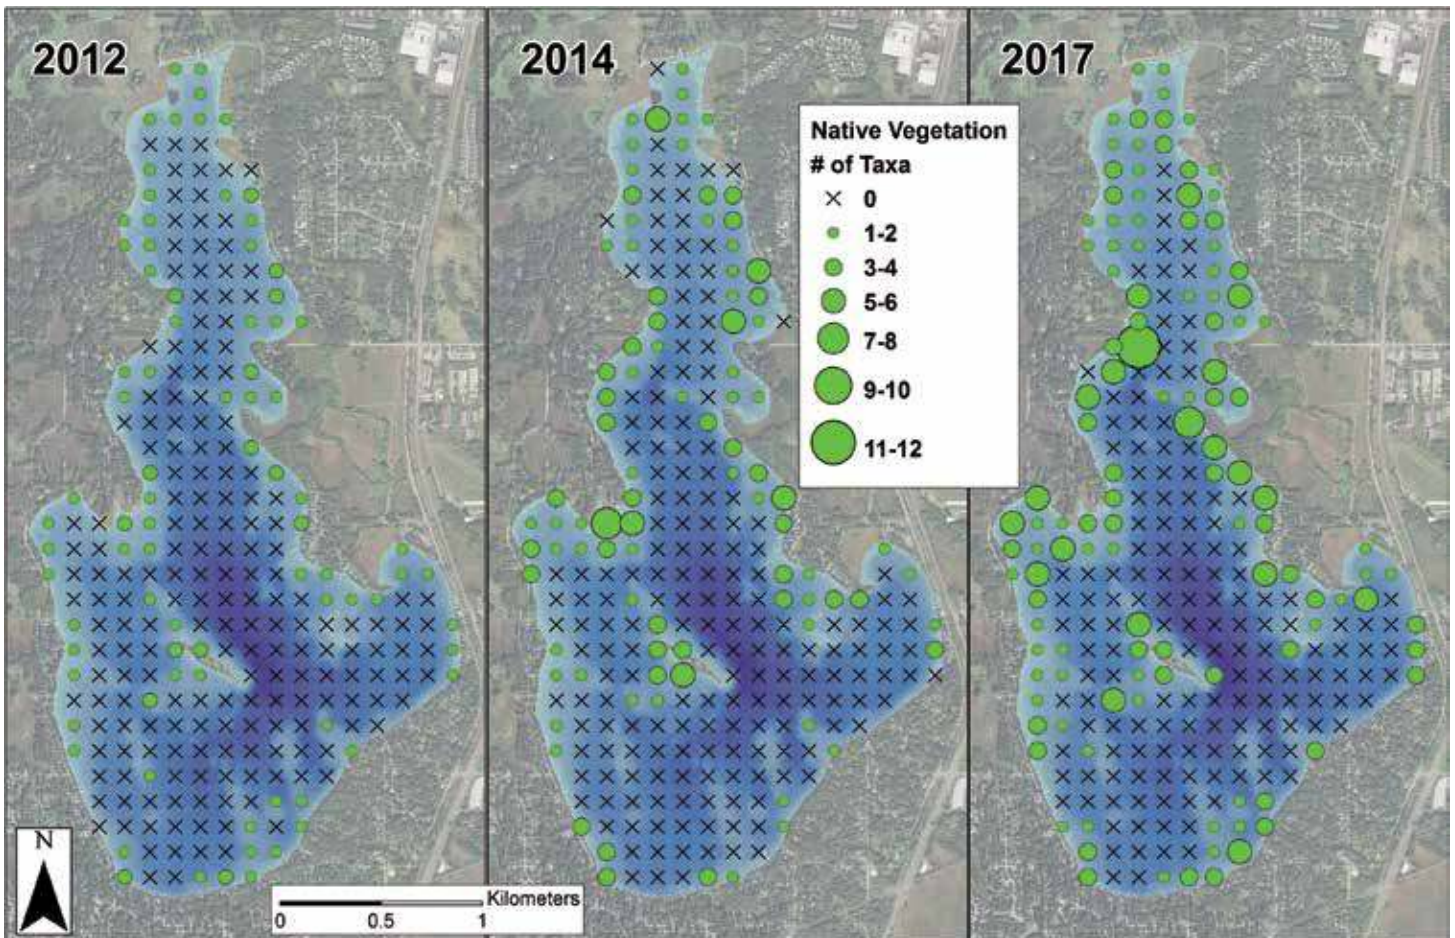 2012
2014
2017
Native Vegetation
# of Taxa
0
1-2
3-4
5-6
7-8
9-10
11-12
N
Kilometers
0 0.5 1